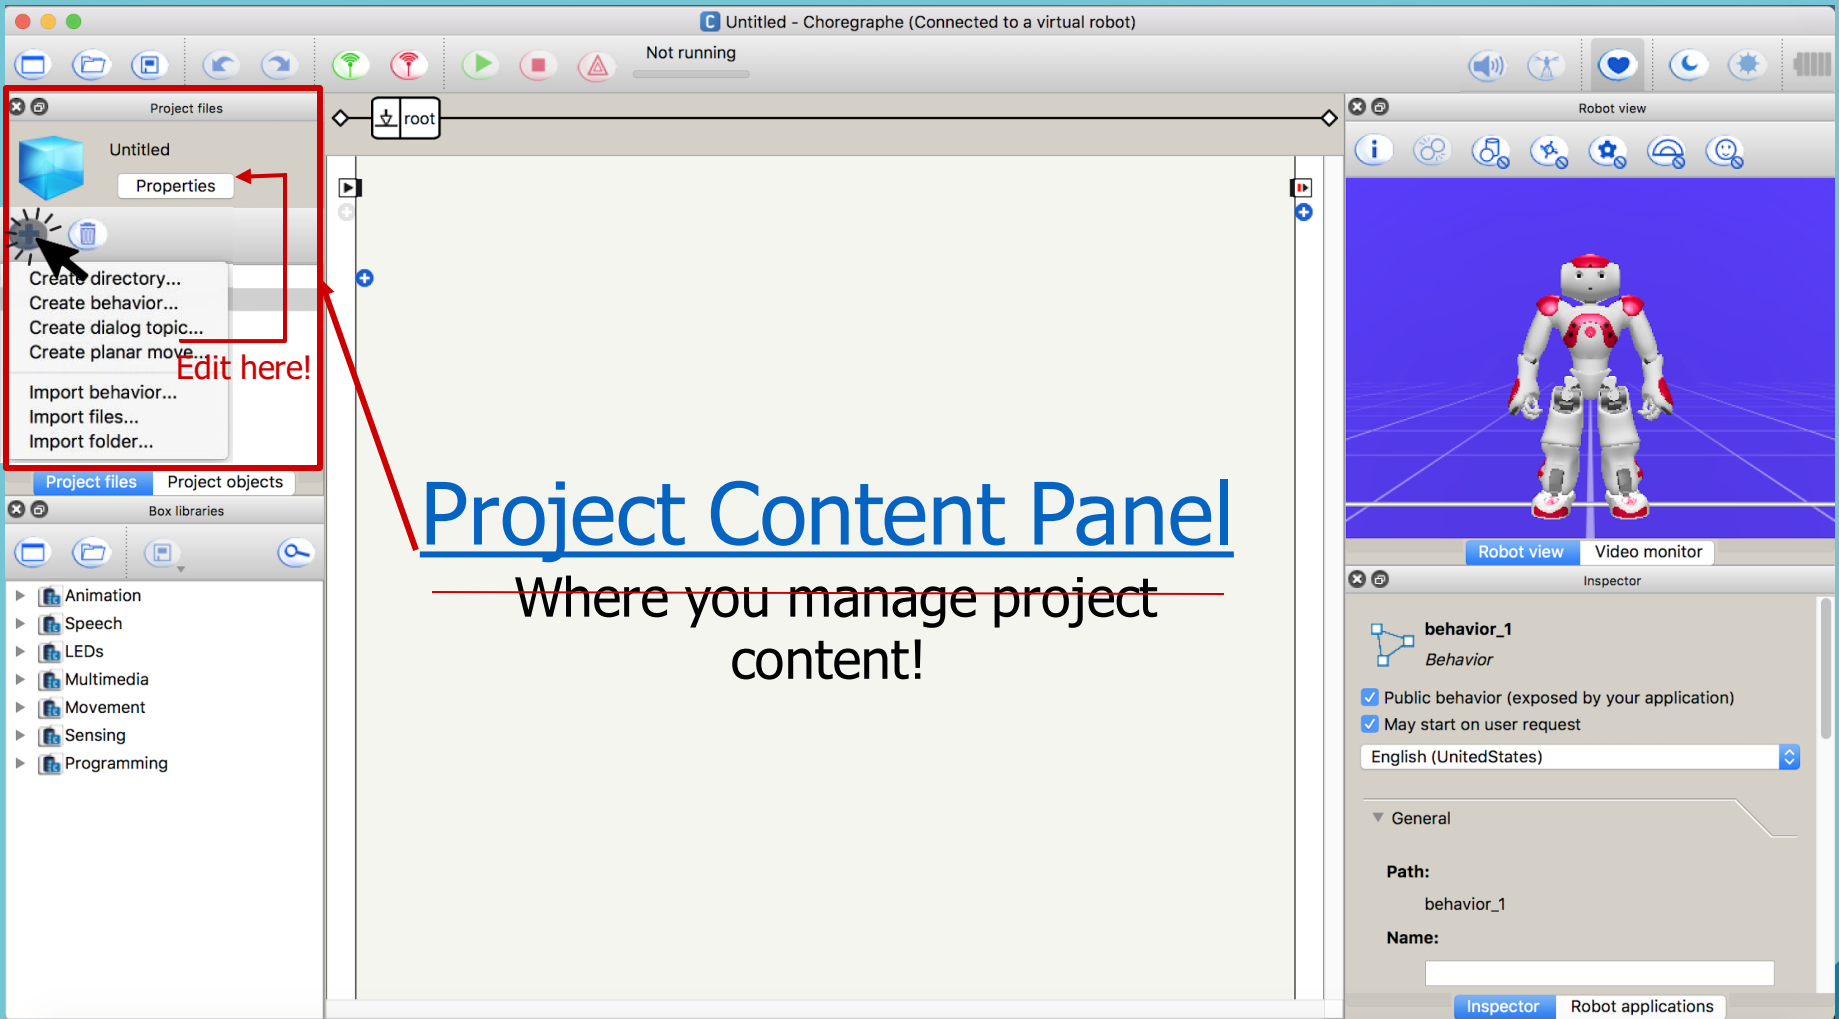 Untitled - Choregraphe (Connected to a virtual robot)
Not running
Project files
Untitled
Properties
Create directory...
Create behavior...
Create dialog topic...
Create planar move...
Edit here!
Import behavior...
Import files...
Import folder...
Project files
Project objects
Box libraries
Animation
Speech
LEDs
Multimedia
Movement
Sensing
Programming
root
Project Content Panel
Where you manage project
content!
Robot view
Robot view
Video monitor
Inspector
behavior_1
Behavior
Public behavior (exposed by your application)
May start on user request
English (UnitedStates)
General
Path:
behavior_1
Name:
Inspector
Robot applications